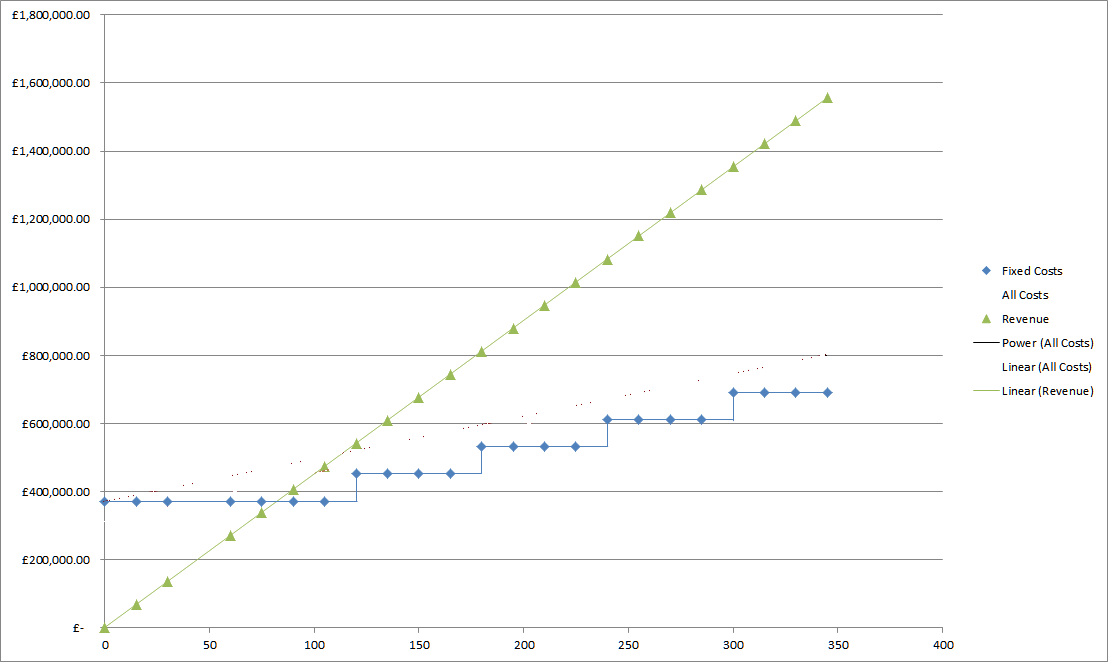 £1,800,000.00
£1,600,000.00
£1,400,000.00
£1,200,000.00
£1,000,000.00
£800,000.00
£600,000.00
£400,000.00
£200,000.00
£-
0 50 100 150 200 250 300 350 400
Fixed Costs
All Costs
Revenue
Power (All Costs)
Linear (All Costs)
Linear (Revenue)